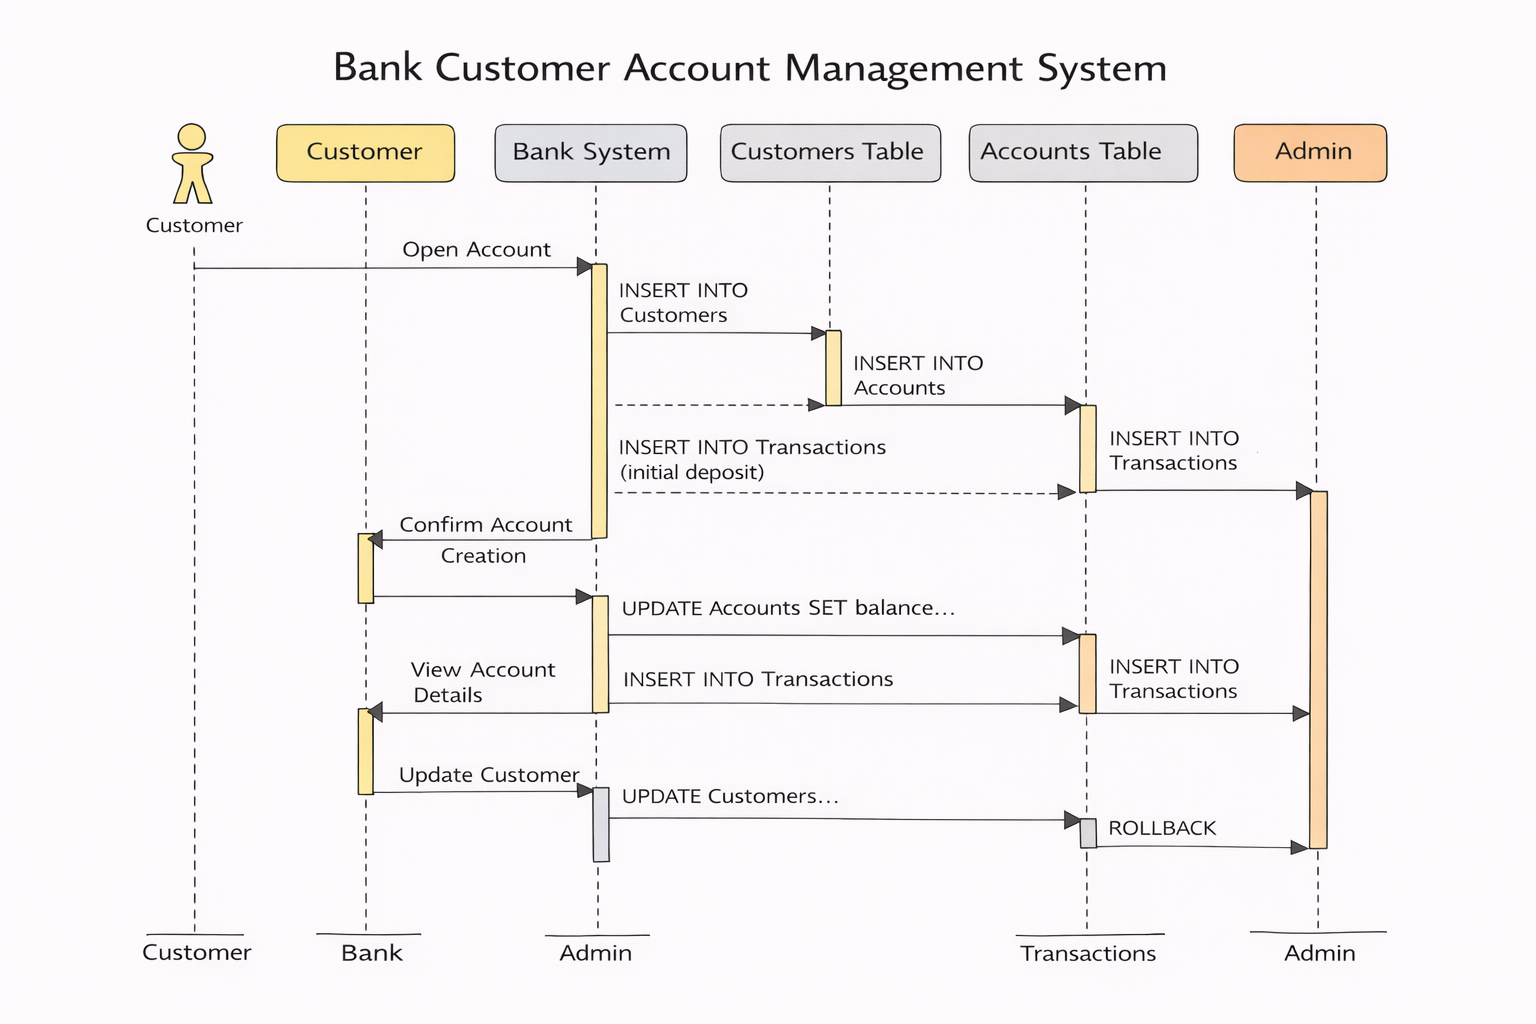 Bank Customer Account Management System
Customer
Bank System
Customers Table
Accounts Table
Admin
Customer
Open Account
INSERT INTO
Customers
INSERT INTO
Accounts
INSERT INTO Transactions
(initial deposit)
INSERT INTO
Transactions
Confirm Account
Creation
UPDATE Accounts SET balance...
View Account
Details
INSERT INTO Transactions
INSERT INTO
Transactions
Update Customer
UPDATE Customers...
ROLLBACK
Customer
Bank
Admin
Transactions
Admin